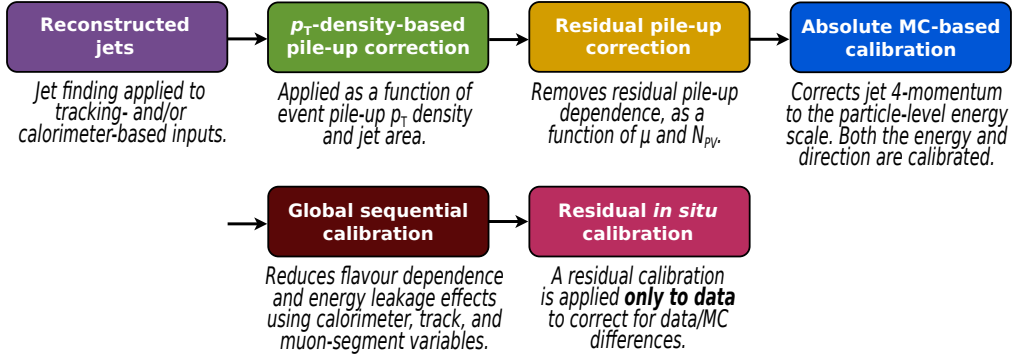 Reconstructed
jets
Jet finding applied to
tracking- and/or
calorimeter-based inputs.
pT-density-based
pile-up correction
Applied as a function of
event pile-up pT density
and jet area.
Residual pile-up
correction
Removes residual pile-up
dependence, as a
function of µ and NPV.
Absolute MC-based
calibration
Corrects jet 4-momentum
to the particle-level energy
scale. Both the energy and
direction are calibrated.
Global sequential
calibration
Reduces flavour dependence
and energy leakage effects
using calorimeter, track, and
muon-segment variables.
Residual in situ
calibration
A residual calibration
is applied only to data
to correct for data/MC
differences.